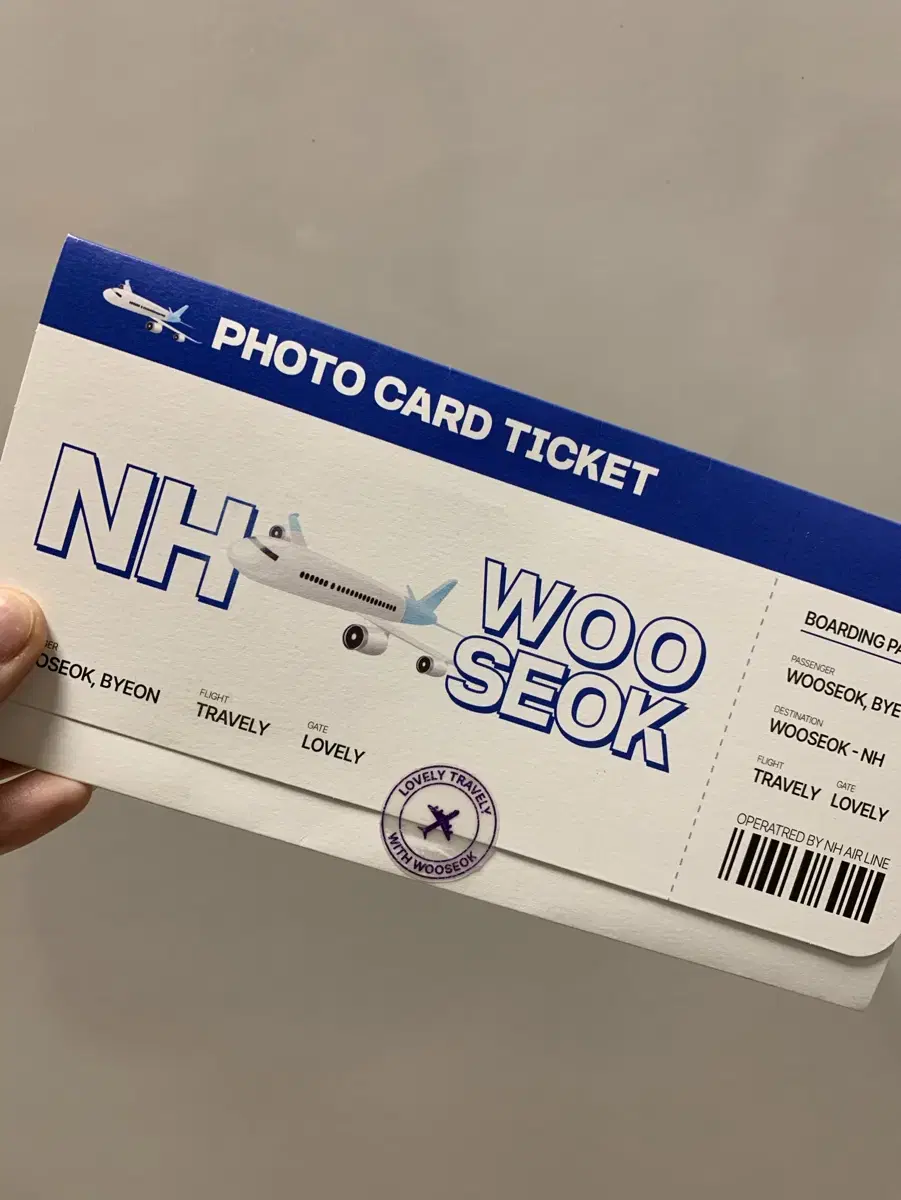 PHOTO CARD TICKET
NH
WOO
SEOK
WOOSEOK, BYEON
FLIGHT
TRAVELY
GATE
LOVELY
LOVELY TRAVELY
WITH WOOSEOK
BOARDING PA
PASSENGER
WOOSEOK, BYE
DESTINATION
WOOSEOK - NH
FLIGHT
TRAVELY
GATE
LOVELY
OPERATRED BY NH AIR LINE